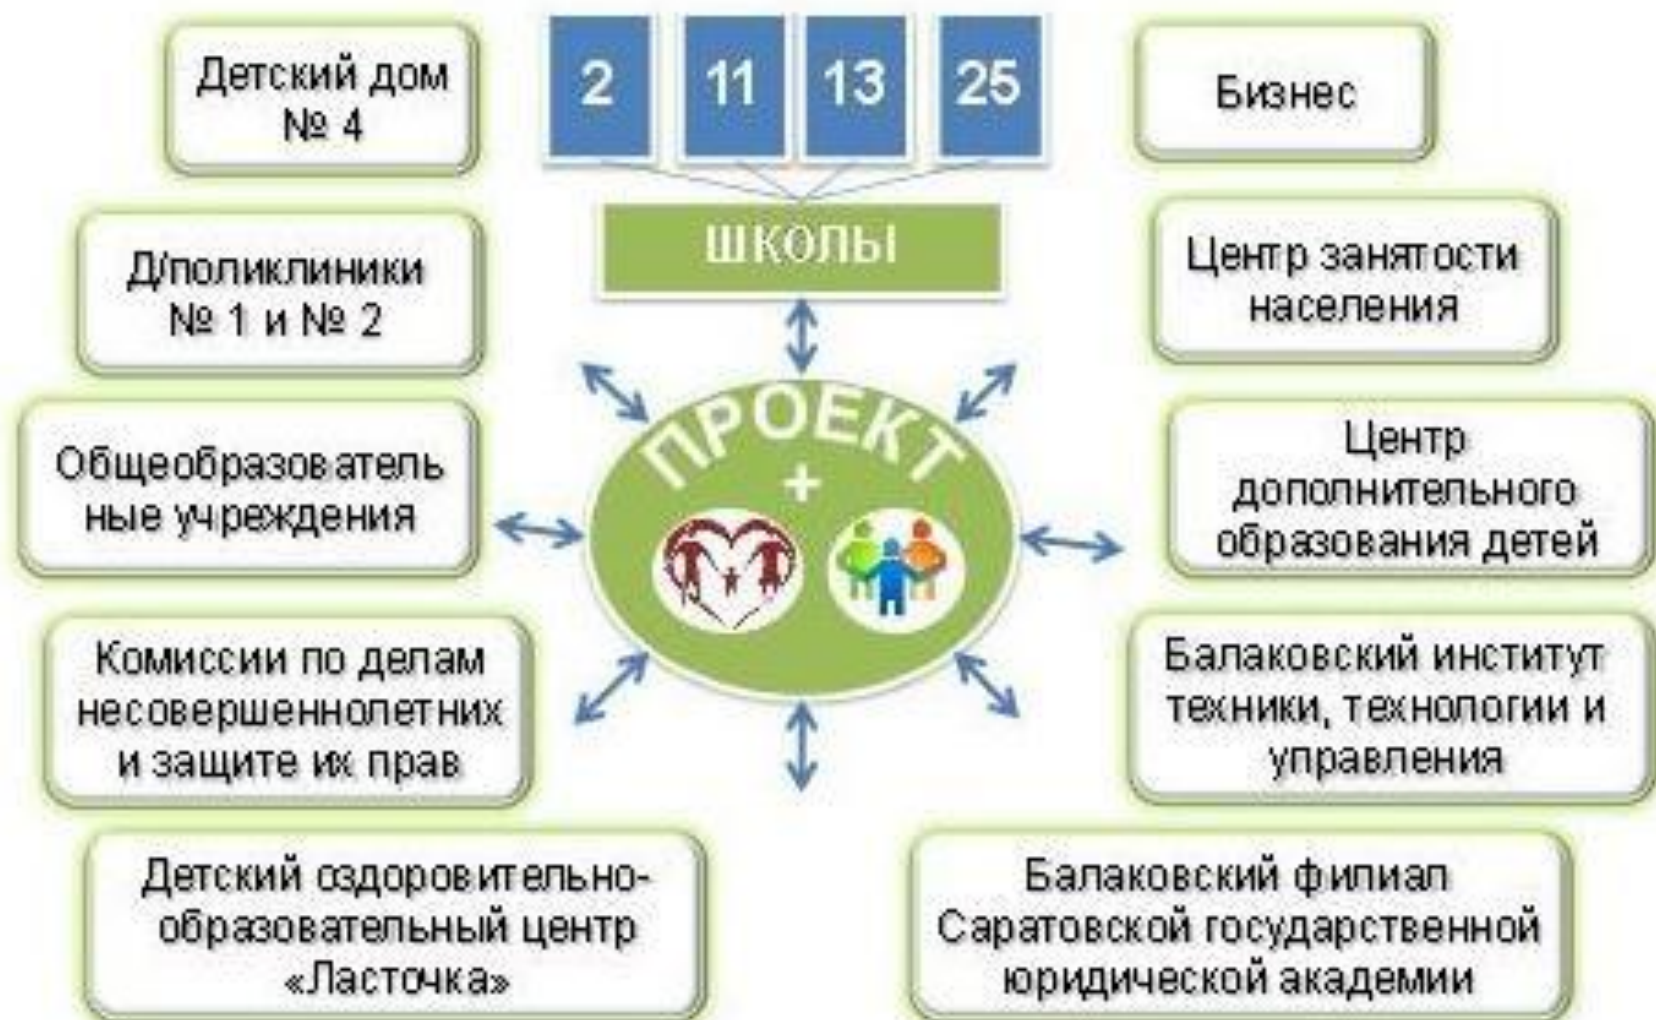 Детский дом
№ 4
2
11
13
25
Бизнес
школы
Д/поликлиники
№ 1 и № 2
Центр занятости
населения
ПРОЕКТ
+
Общеобразователь
ные учреждения
Центр
дополнительного
образования детей
Комиссии по делам
несовершеннолетних
и защите их прав
Балаковский институт
техники, технологии и
управления
Детский оздоровительно-
образовательный центр
«Ласточка»
Балаковский филиал
Саратовской государственной
юридической академии